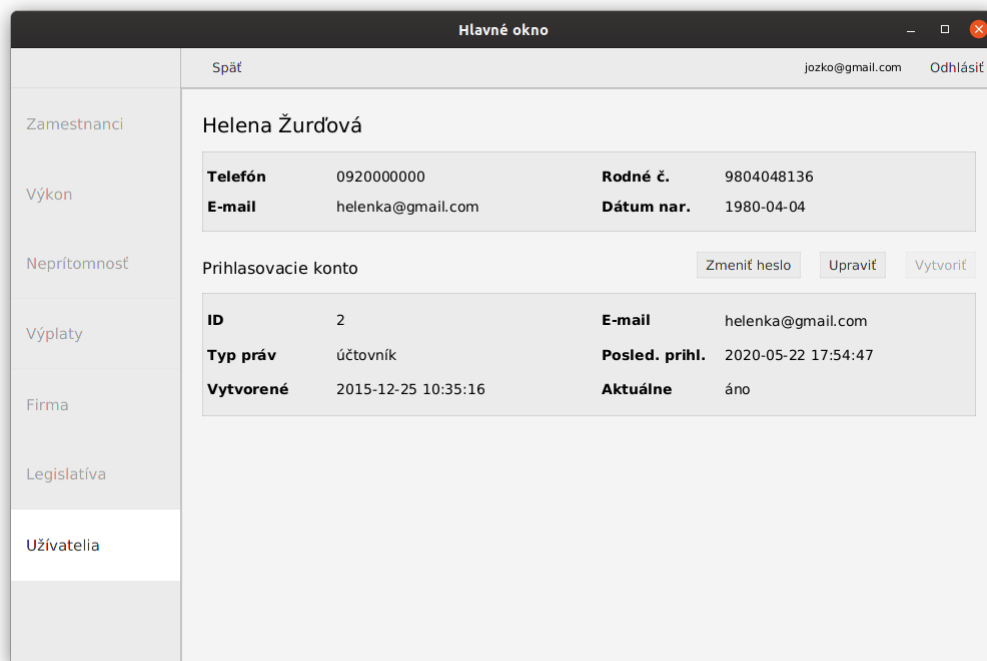 Hlavné okno
Späť jozko@gmail.com Odhlásiť
Zamestnanci
Výkon
Neprítomnosť
Výplaty
Firma
Legislatíva
Užívatelia
Helena Žurďová
Telefón 0920000000 Rodné č. 9804048136
E-mail helenka@gmail.com Dátum nar. 1980-04-04
Prihlasovacie konto Zmeniť heslo Upraviť Vytvoriť
ID 2 E-mail helenka@gmail.com
Typ práv účtovník Posled. prihl. 2020-05-22 17:54:47
Vytvorené 2015-12-25 10:35:16 Aktuálne áno